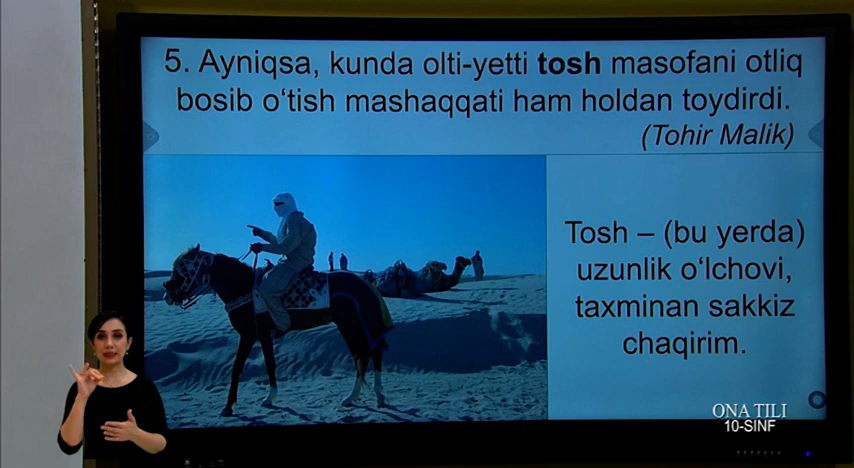 5. Ayniqsa, kunda olti-yetti tosh masofani otliq
bosib o‘tish mashaqqati ham holdan toydirdi.
(Tohir Malik)
Tosh – (bu yerda)
uzunlik o‘lchovi,
taxminan sakkiz
chaqirim.
ONA TILI
10-SINF